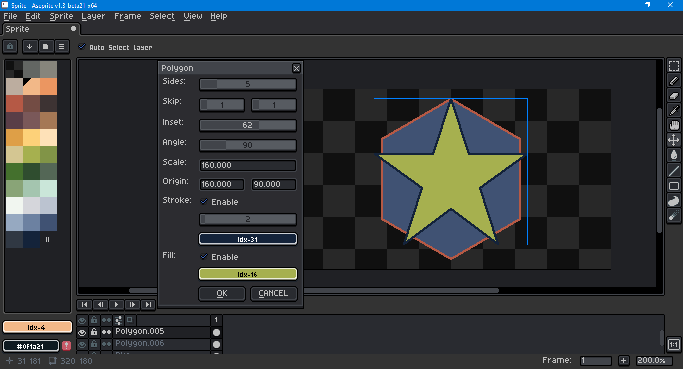 Sprite - Aseprite v1.3-beta21-x64
File Edit Sprite Layer Frame Select View Help
Sprite
Auto Select Layer
Polygon
Sides: 5
Skip: 1 1
Inset: 62
Angle: 90
Scale: 160.000
Origin: 160.000 90.000
Stroke: Enable
2
Idx-31
Fill: Enable
Idx-16
OK CANCEL
1
Polygon.005
Polygon.006
Idx-4
#0f1a21
31 181 320 180
Frame: 1 200.0%
1:1